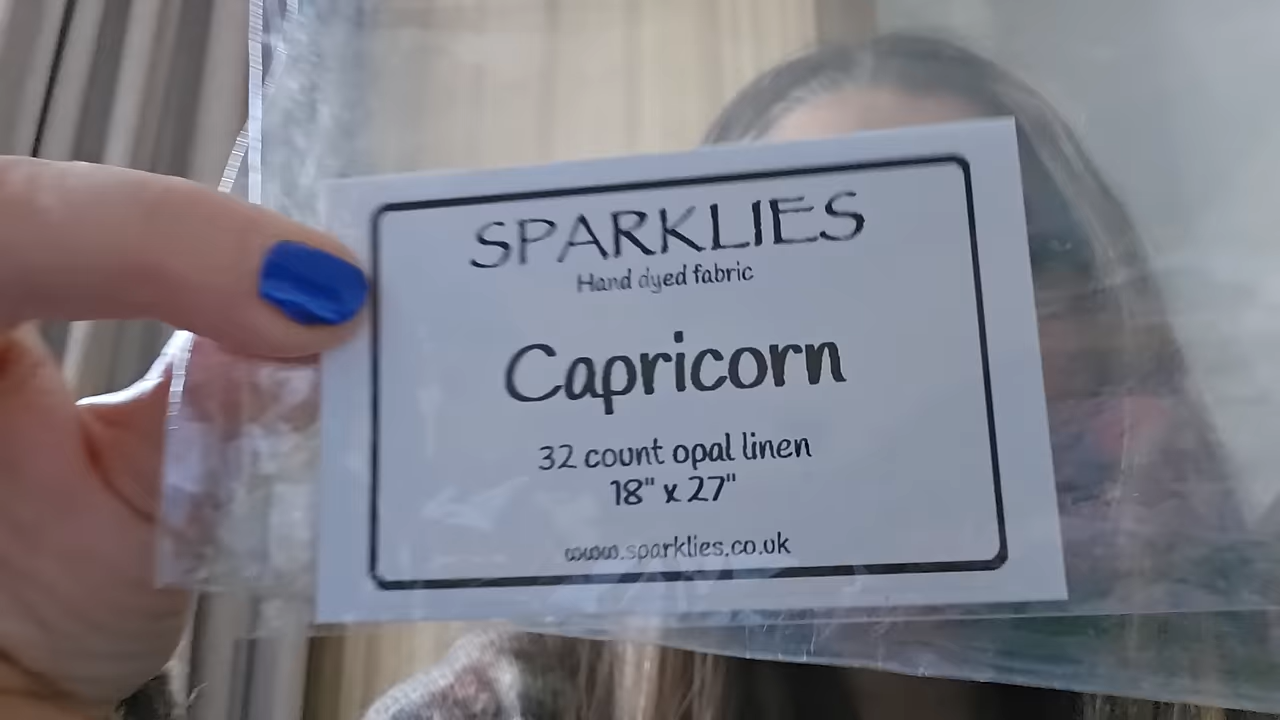 SPARKLIES
Hand dyed fabric
Capricorn
32 count opal linen
18" x 27"
www.sparklies.co.uk